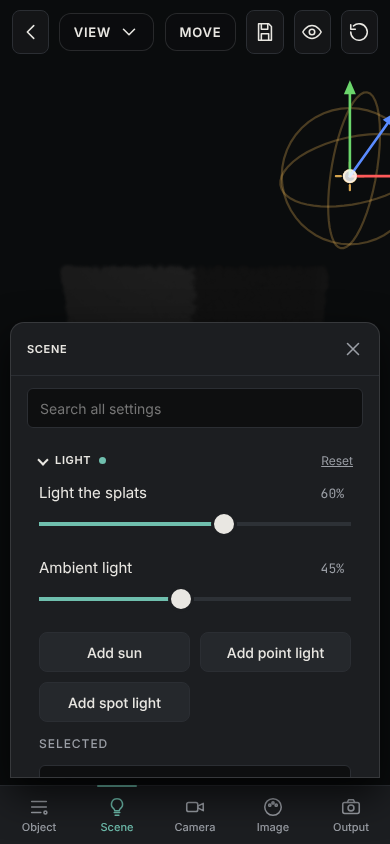 VIEW MOVE
SCENE
Search all settings
LIGHT Reset
Light the splats 60%
Ambient light 45%
Add sun Add point light
Add spot light
SELECTED
Object Scene Camera Image Output